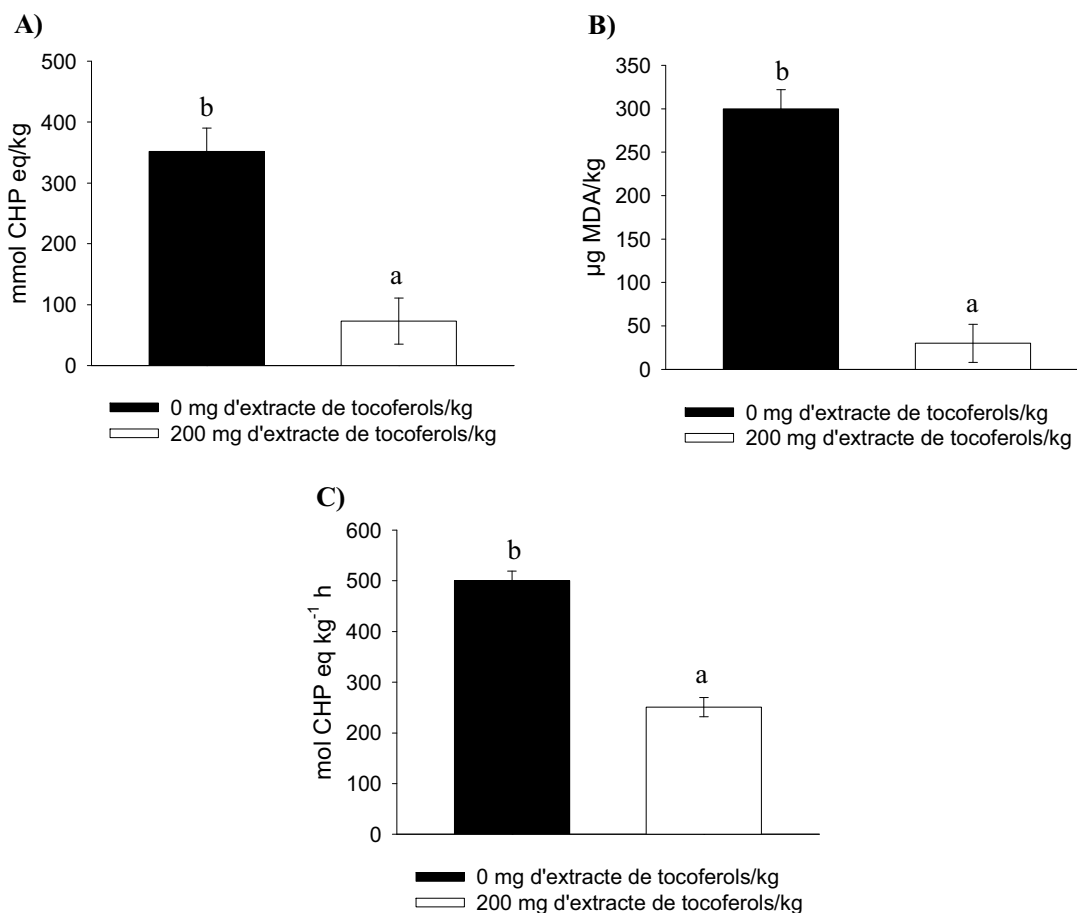 A)
500
400
300
200
100
0
mmol CHP eq/kg
b
a
0 mg d'extracte de tocoferols/kg
200 mg d'extracte de tocoferols/kg
B)
350
300
250
200
150
100
50
0
µg MDA/kg
b
a
0 mg d'extracte de tocoferols/kg
200 mg d'extracte de tocoferols/kg
C)
600
500
400
300
200
100
0
mol CHP eq kg⁻¹ h
b
a
0 mg d'extracte de tocoferols/kg
200 mg d'extracte de tocoferols/kg